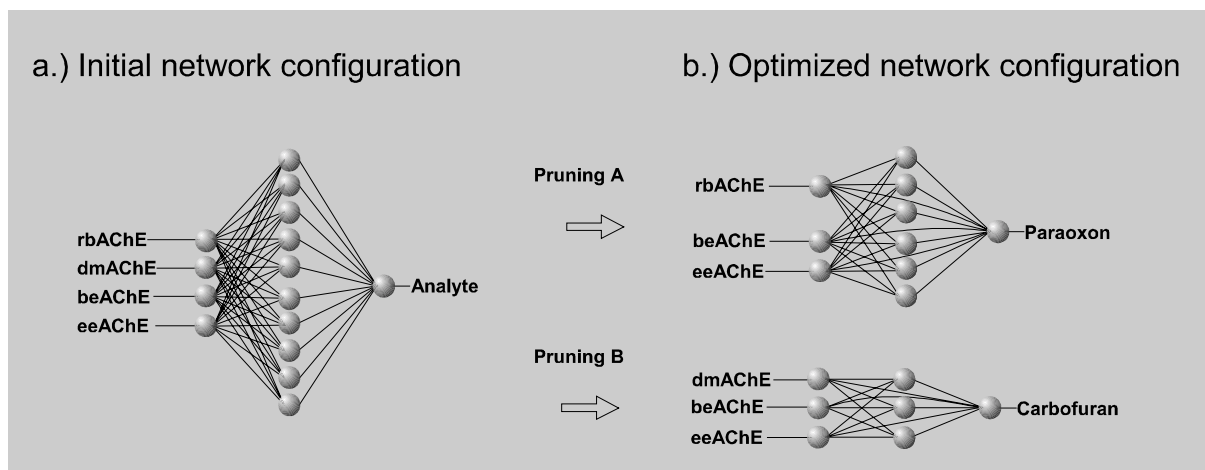 a.) Initial network configuration
rbAChE
dmAChE
beAChE
eeAChE
Analyte
Pruning A
Pruning B
b.) Optimized network configuration
rbAChE
beAChE
eeAChE
Paraoxon
dmAChE
beAChE
eeAChE
Carbofuran